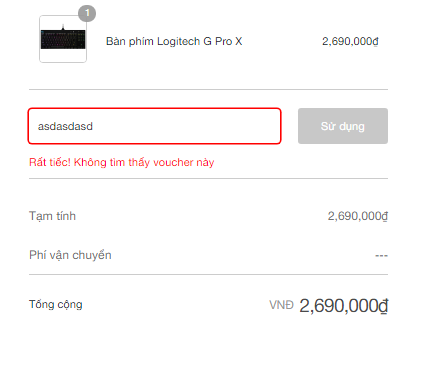 1
Bàn phím Logitech G Pro X 2,690,000₫
asdasdasd Sử dụng
Rất tiếc! Không tìm thấy voucher này
Tạm tính 2,690,000₫
Phí vận chuyển ---
Tổng cộng VNĐ 2,690,000₫